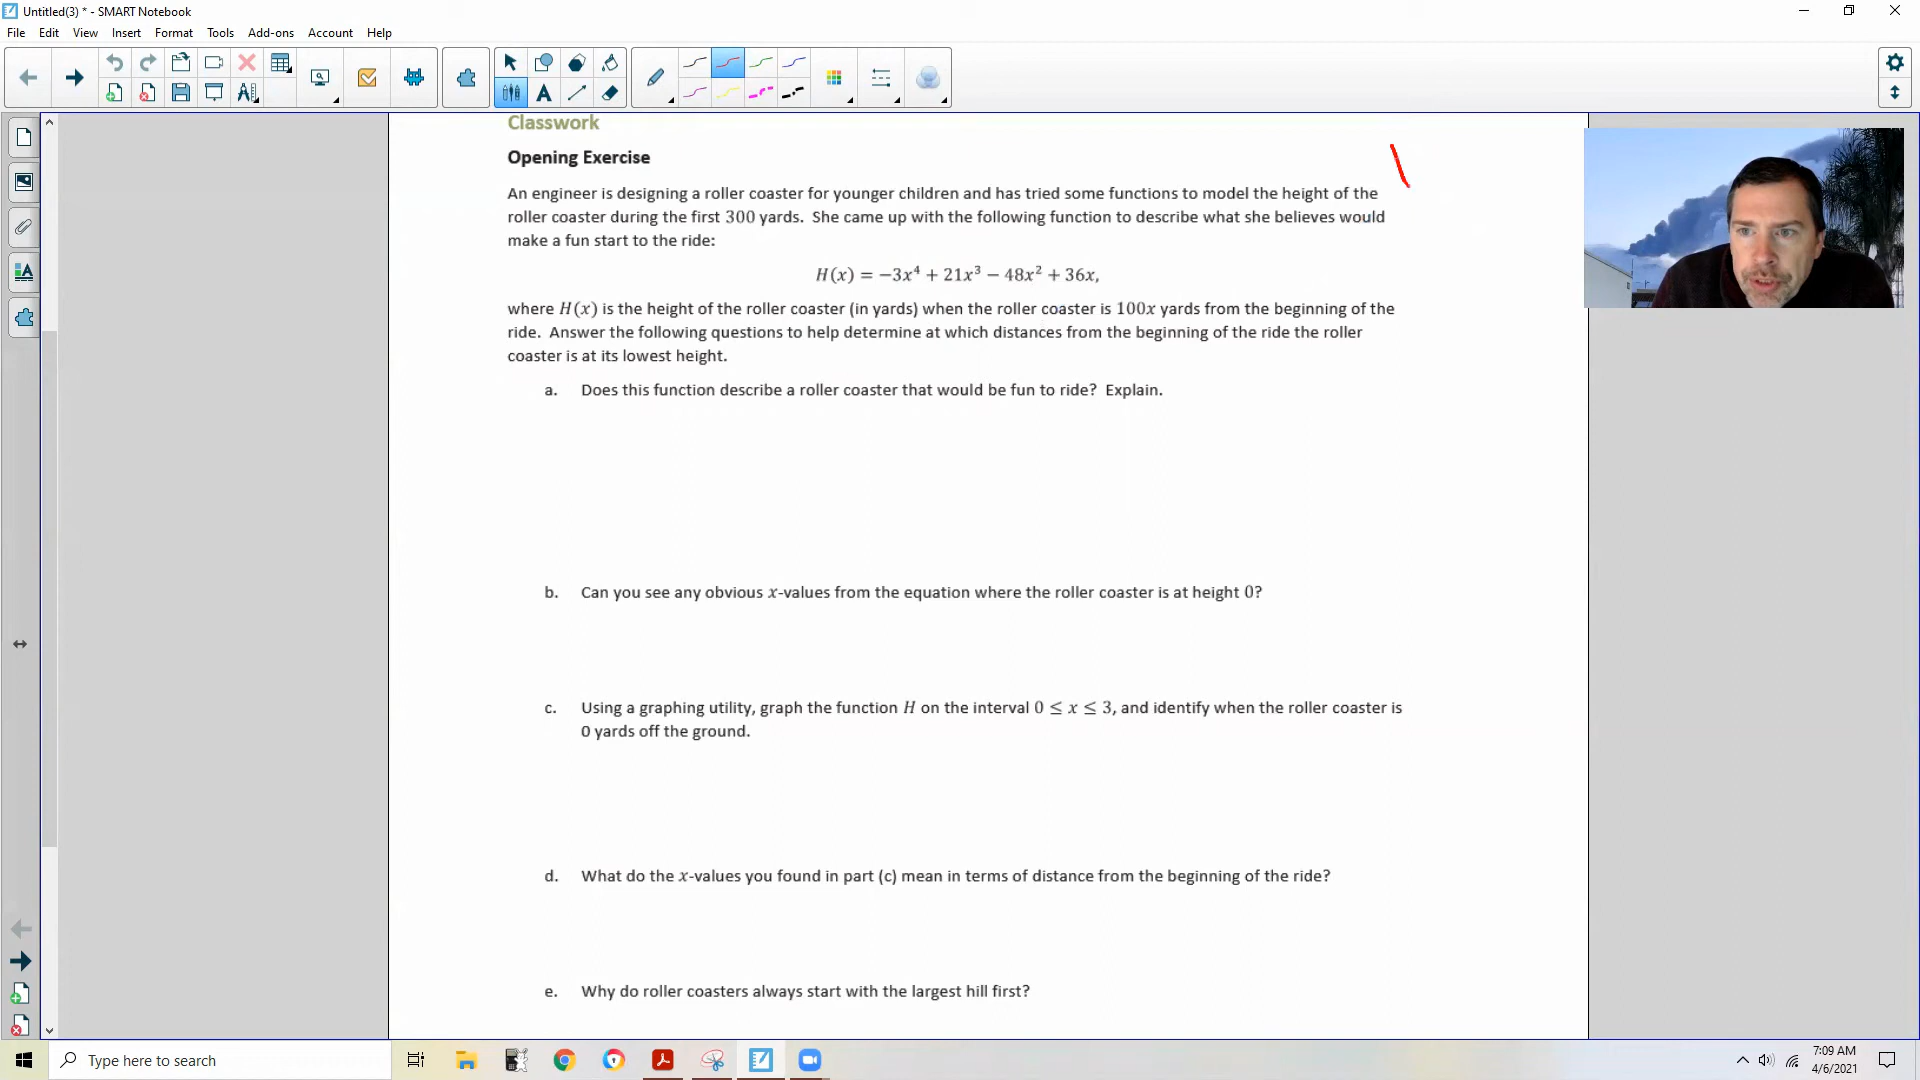 Untitled(3) * - SMART Notebook
File Edit View Insert Format Tools Add-ons Account Help
Classwork
Opening Exercise
An engineer is designing a roller coaster for younger children and has tried some functions to model the height of the
roller coaster during the first 300 yards. She came up with the following function to describe what she believes would
make a fun start to the ride:
H(x) = −3x⁴ + 21x³ − 48x² + 36x,
where H(x) is the height of the roller coaster (in yards) when the roller coaster is 100x yards from the beginning of the
ride. Answer the following questions to help determine at which distances from the beginning of the ride the roller
coaster is at its lowest height.
a. Does this function describe a roller coaster that would be fun to ride? Explain.
b. Can you see any obvious x-values from the equation where the roller coaster is at height 0?
c. Using a graphing utility, graph the function H on the interval 0 ≤ x ≤ 3, and identify when the roller coaster is
0 yards off the ground.
d. What do the x-values you found in part (c) mean in terms of distance from the beginning of the ride?
e. Why do roller coasters always start with the largest hill first?
Type here to search
7:09 AM
4/6/2021